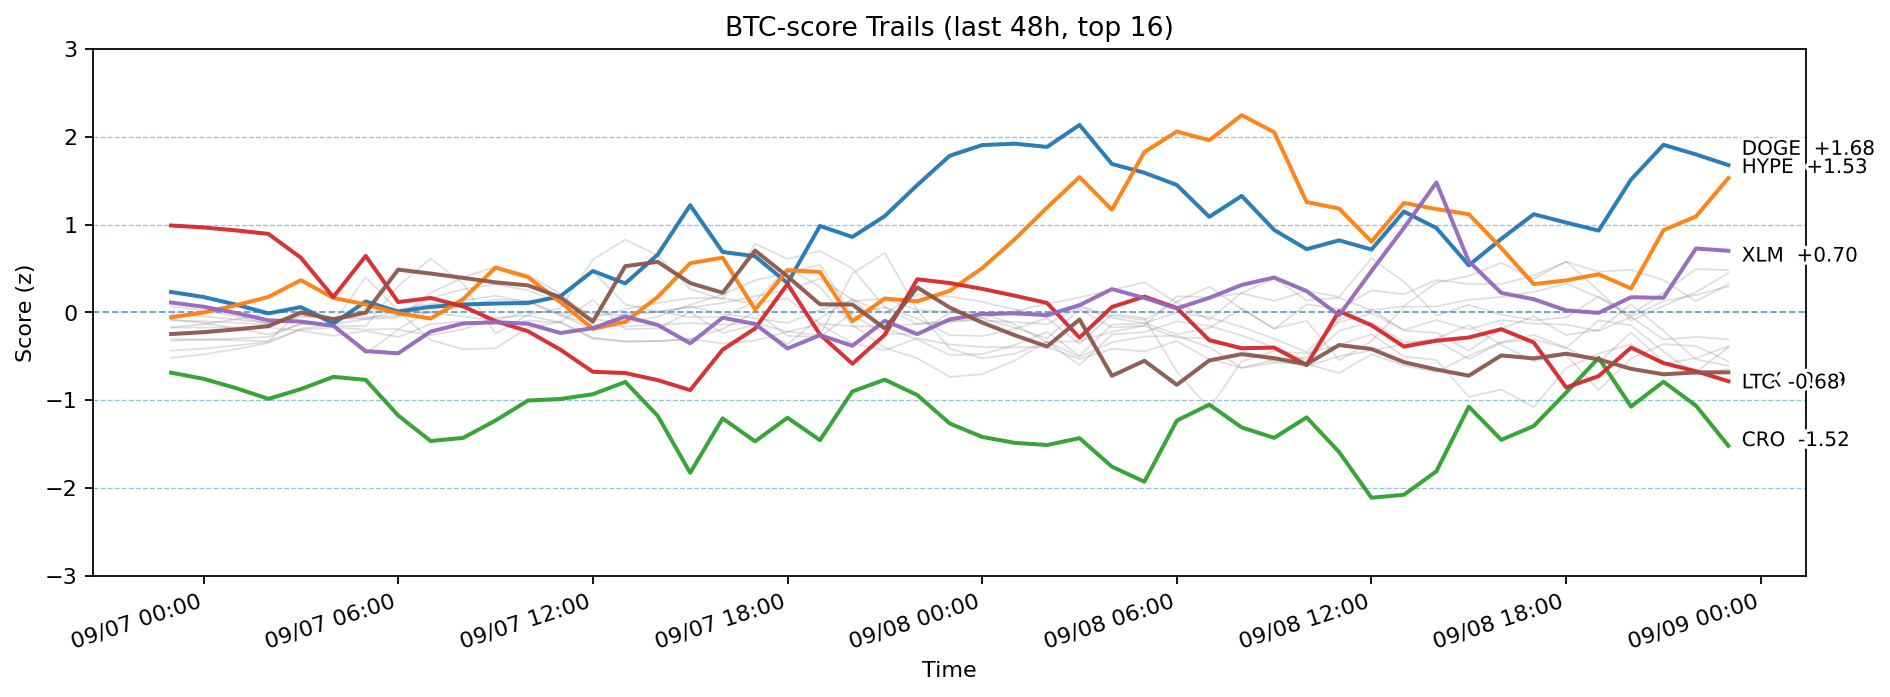 BTC-score Trails (last 48h, top 16)
Score (z)
3
2
1
0
−1
−2
−3
DOGE +1.68
HYPE +1.53
XLM +0.70
LTC -0.68
CRO -1.52
09/07 00:00
09/07 06:00
09/07 12:00
09/07 18:00
09/08 00:00
09/08 06:00
09/08 12:00
09/08 18:00
09/09 00:00
Time